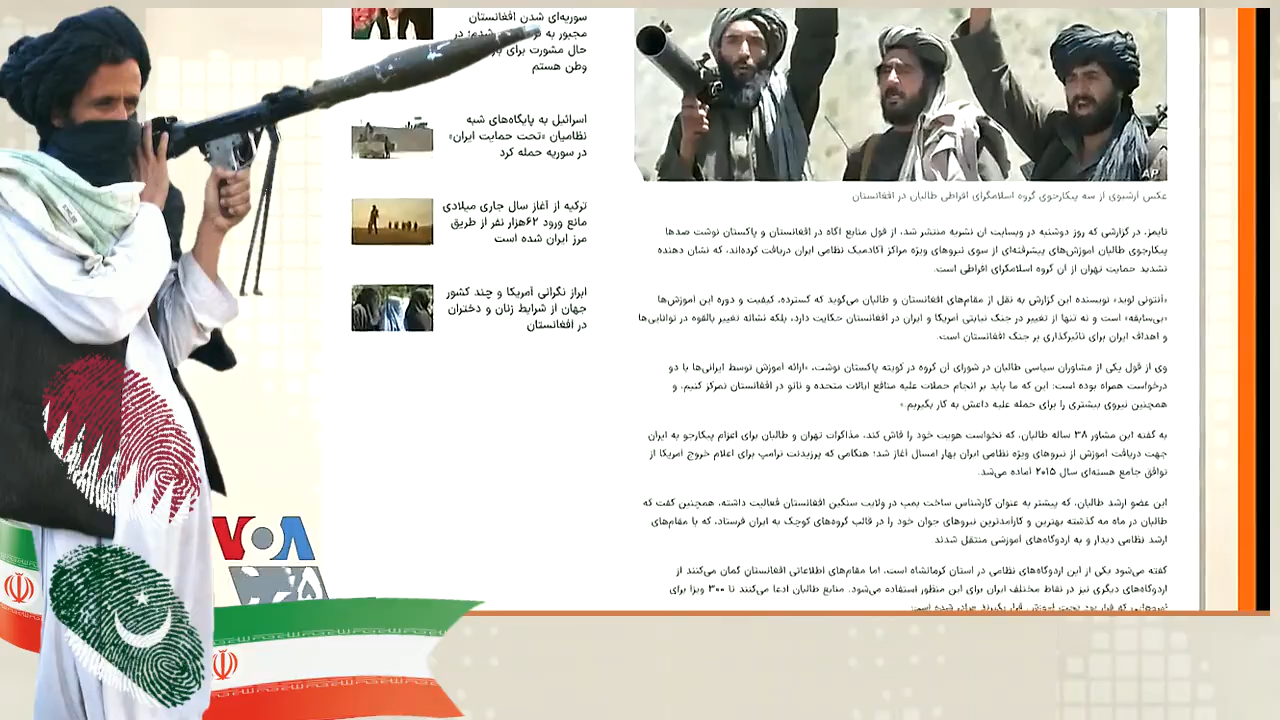 AP
عکس آرشیوی از سه پیکارجوی گروه اسلامگرای افراطی طالبان در افغانستان
تایمز، در گزارشی که روز دوشنبه در وبسایت آن نشریه منتشر شد، از قول منابع آگاه در افغانستان و پاکستان نوشت صدها
پیکارجوی طالبان آموزش‌های پیشرفته‌ای از سوی نیروهای ویژه مراکز آکادمیک نظامی ایران دریافت کرده‌اند، که نشان دهنده
تشدید حمایت تهران از آن گروه اسلامگرای افراطی است.
«آنتونی لوید» نویسنده این گزارش به نقل از مقام‌های افغانستان و طالبان می‌گوید که گسترده، کیفیت و دوره این آموزش‌ها
«بی‌سابقه» است و نه تنها از تغییر در جنگ نیابتی آمریکا و ایران در افغانستان حکایت دارد، بلکه نشانه تغییر بالقوه در توانایی‌ها
و اهداف ایران برای تاثیرگذاری بر جنگ افغانستان است.
وی از قول یکی از مشاوران سیاسی طالبان در شورای آن گروه در کویته پاکستان نوشت، «ارائه آموزش توسط ایرانی‌ها با دو
درخواست همراه بوده است: این که ما باید بر انجام حملات علیه منافع ایالات متحده و ناتو در افغانستان تمرکز کنیم، و
همچنین نیروی بیشتری را برای حمله علیه داعش به کار بگیریم.»
به گفته این مشاور ۳۸ ساله طالبان، که نخواست هویت خود را فاش کند، مذاکرات تهران و طالبان برای اعزام پیکارجو به ایران
جهت دریافت آموزش از نیروهای ویژه نظامی ایران بهار امسال آغاز شد؛ هنگامی که پرزیدنت ترامپ برای اعلام خروج آمریکا از
توافق جامع هسته‌ای سال ۲۰۱۵ آماده می‌شد.
این عضو ارشد طالبان، که پیشتر به عنوان کارشناس ساخت بمب در ولایت سنگین افغانستان فعالیت داشته، همچنین گفت که
طالبان در ماه مه گذشته بهترین و کارآمدترین نیروهای جوان خود را در قالب گروه‌های کوچک به ایران فرستاد، که با مقام‌های
ارشد نظامی دیدار و به اردوگاه‌های آموزشی منتقل شدند.
گفته می‌شود یکی از این اردوگاه‌های نظامی در استان کرمانشاه است، اما مقام‌های اطلاعاتی افغانستان گمان می‌کنند از
اردوگاه‌های دیگری نیز در نقاط مختلف ایران برای این منظور استفاده می‌شود. منابع طالبان ادعا می‌کنند تا ۳۰۰ ویزا برای
سوریه‌ای شدن افغانستان
مجبور به شدم؛ در
حال مشورت برای
وطن هستم
اسرائیل به پایگاه‌های شبه
نظامیان «تحت حمایت ایران»
در سوریه حمله کرد
ترکیه از آغاز سال جاری میلادی
مانع ورود ۶۲هزار نفر از طریق
مرز ایران شده است
ابراز نگرانی آمریکا و چند کشور
جهان از شرایط زنان و دختران
در افغانستان
VOA